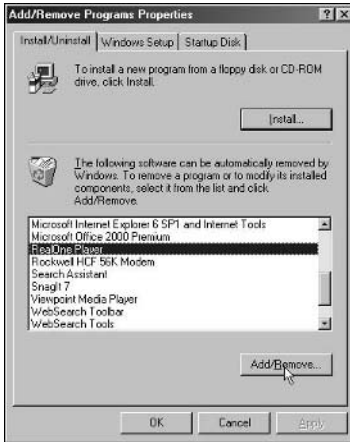 Add/Remove Programs Properties
Install/Uninstall Windows Setup Startup Disk
To install a new program from a floppy disk or CD-ROM
drive, click Install.
Install...
The following software can be automatically removed by
Windows. To remove a program or to modify its installed
components, select it from the list and click
Add/Remove.
Microsoft Internet Explorer 6 SP1 and Internet Tools
Microsoft Office 2000 Premium
RealOne Player
Rockwell HCF 56K Modem
Search Assistant
SnagIt 7
Viewpoint Media Player
WebSearch Toolbar
WebSearch Tools
Add/Remove...
OK Cancel Apply